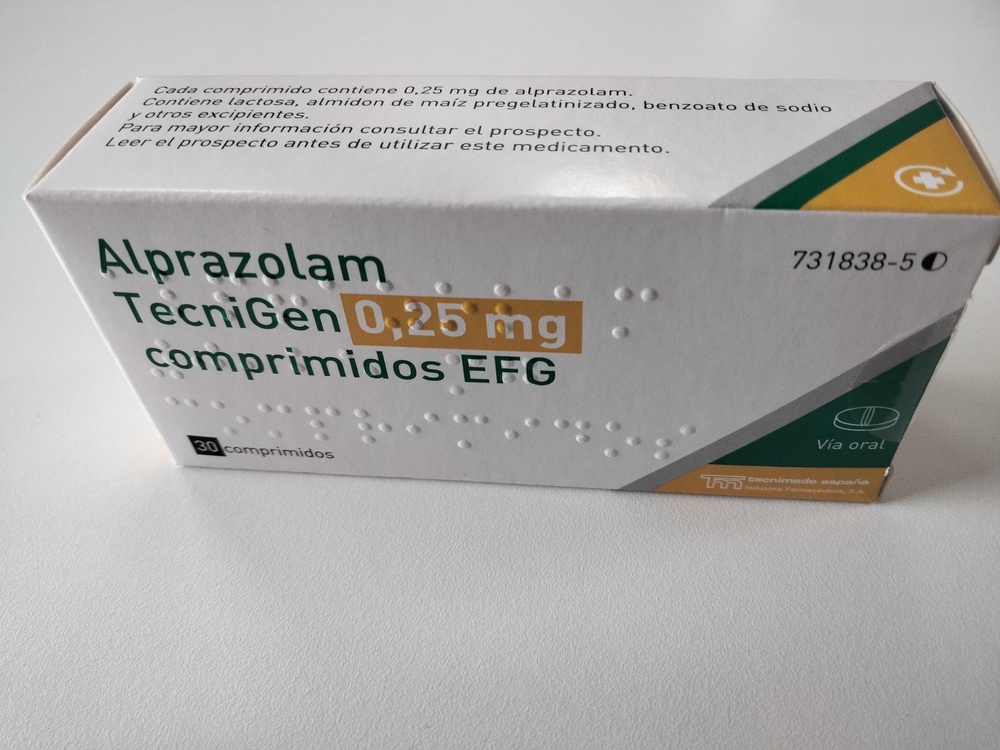 Cada comprimido contiene 0,25 mg de alprazolam.
Contiene lactosa, almidon de maíz pregelatinizado, benzoato de sodio
y otros excipientes.
Para mayor información consultar el prospecto.
Leer el prospecto antes de utilizar este medicamento.
Alprazolam
TecniGen 0,25 mg
comprimidos EFG
731838-5
30 comprimidos
Vía oral
tecnimede españa
Industria Farmacéutica, S.A.